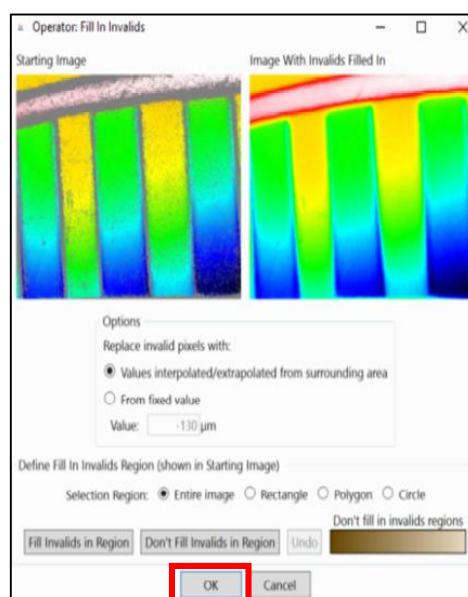 Operator: Fill In Invalids
Starting Image
Image With Invalids Filled In
Options
Replace invalid pixels with:
Values interpolated/extrapolated from surrounding area
From fixed value
Value: -130 µm
Define Fill In Invalids Region (shown in Starting Image)
Selection Region: Entire image Rectangle Polygon Circle
Don't fill in invalids regions
Fill Invalids in Region Don't Fill Invalids in Region Undo
OK Cancel